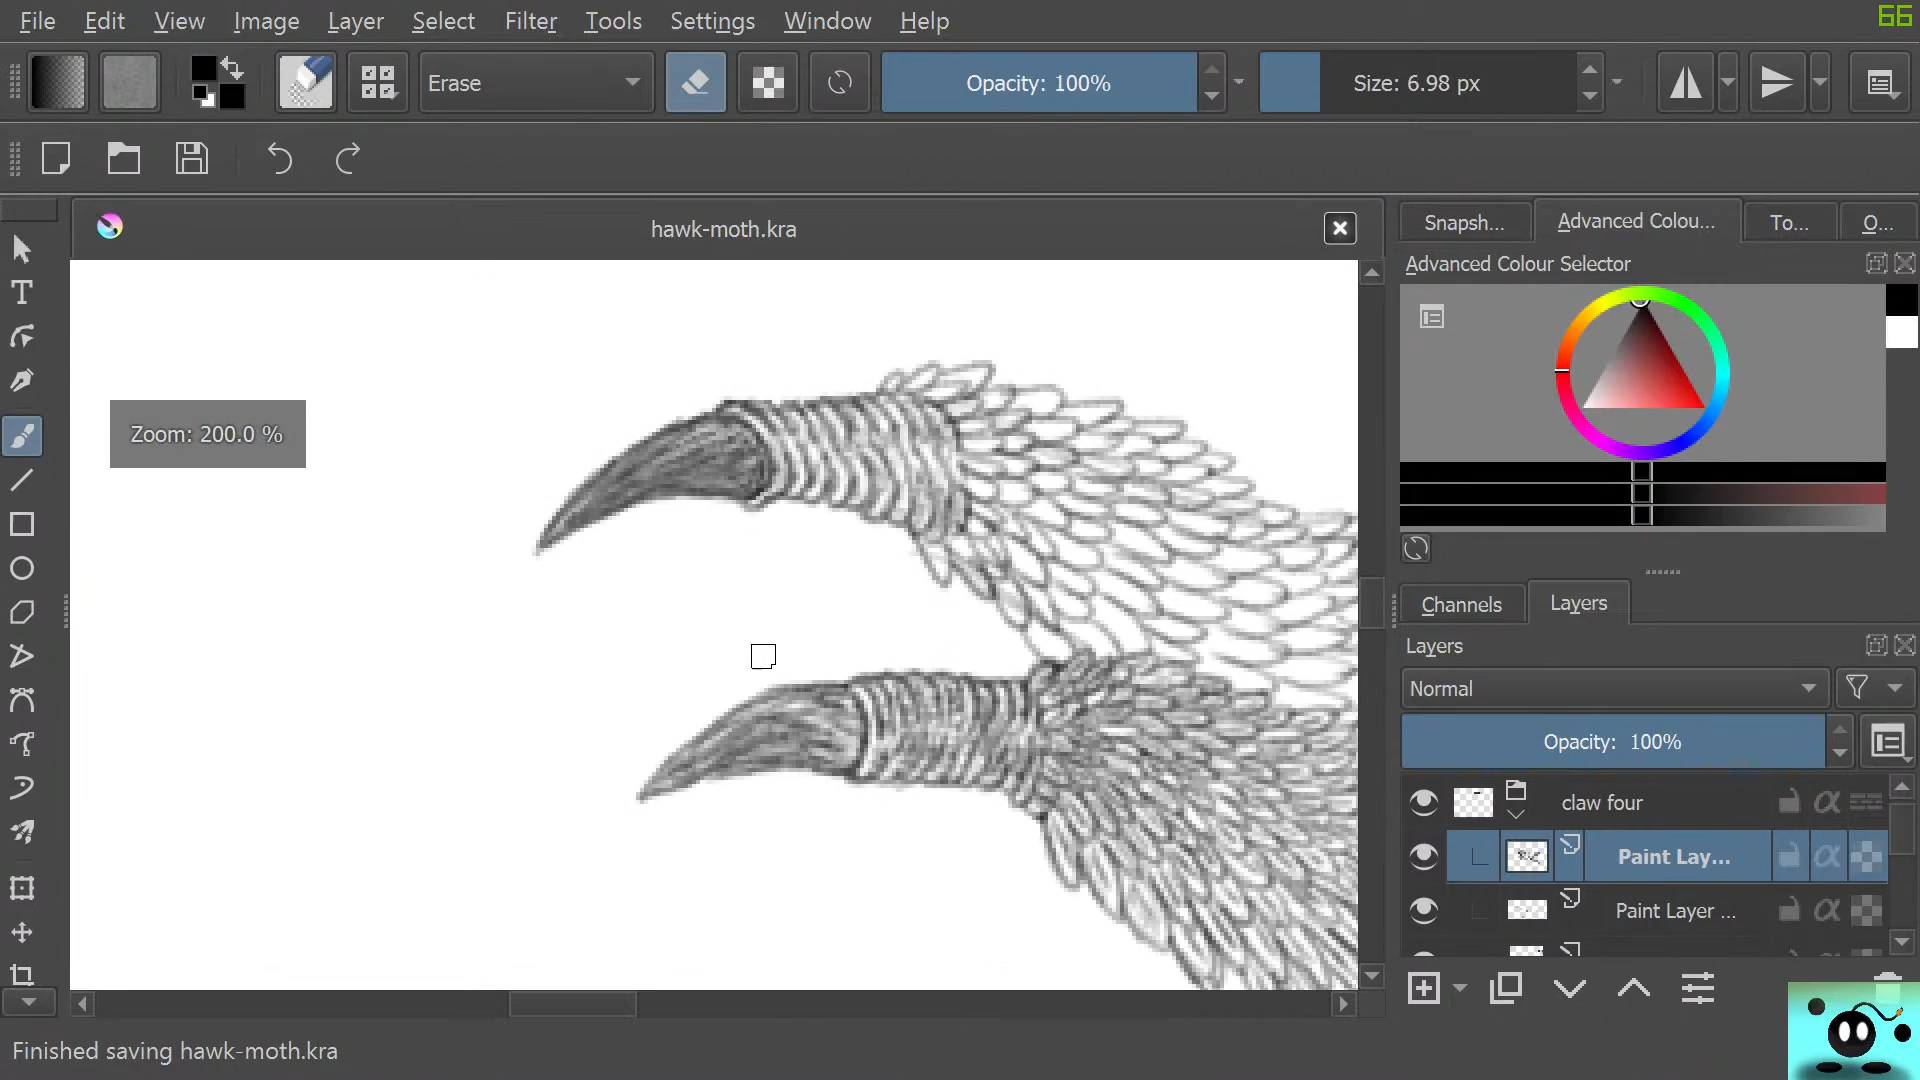 File Edit View Image Layer Select Filter Tools Settings Window Help
66
Erase
Opacity: 100%
Size: 6.98 px
hawk-moth.kra
Zoom: 200.0 %
Snapsh... Advanced Colou... To... O...
Advanced Colour Selector
Channels Layers
Layers
Normal
Opacity: 100%
claw four
Paint Lay...
Paint Layer ...
Finished saving hawk-moth.kra